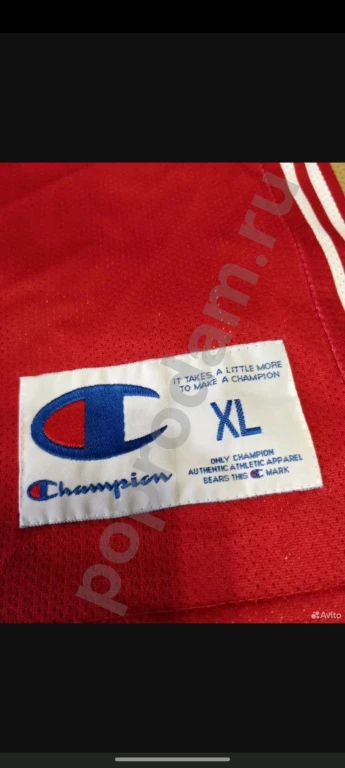 IT TAKES A LITTLE MORE
TO MAKE A CHAMPION
XL
Champion
ONLY CHAMPION
AUTHENTIC ATHLETIC APPAREL
BEARS THIS C MARK
poprodam.ru
Avito